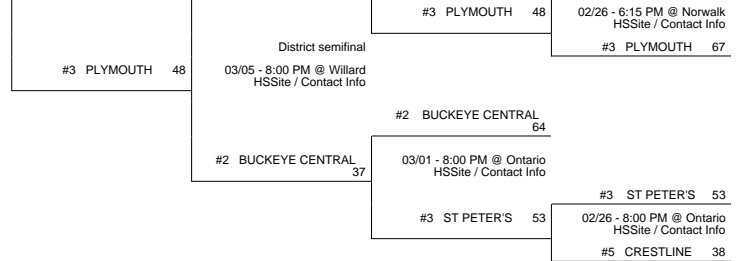 #3 PLYMOUTH 48
02/26 - 6:15 PM @ Norwalk
HSSite / Contact Info
#3 PLYMOUTH 67
District semifinal
#3 PLYMOUTH 48
03/05 - 8:00 PM @ Willard
HSSite / Contact Info
#2 BUCKEYE CENTRAL
64
#2 BUCKEYE CENTRAL
37
03/01 - 8:00 PM @ Ontario
HSSite / Contact Info
#3 ST PETER'S 53
#3 ST PETER'S 53
02/26 - 8:00 PM @ Ontario
HSSite / Contact Info
#5 CRESTLINE 38